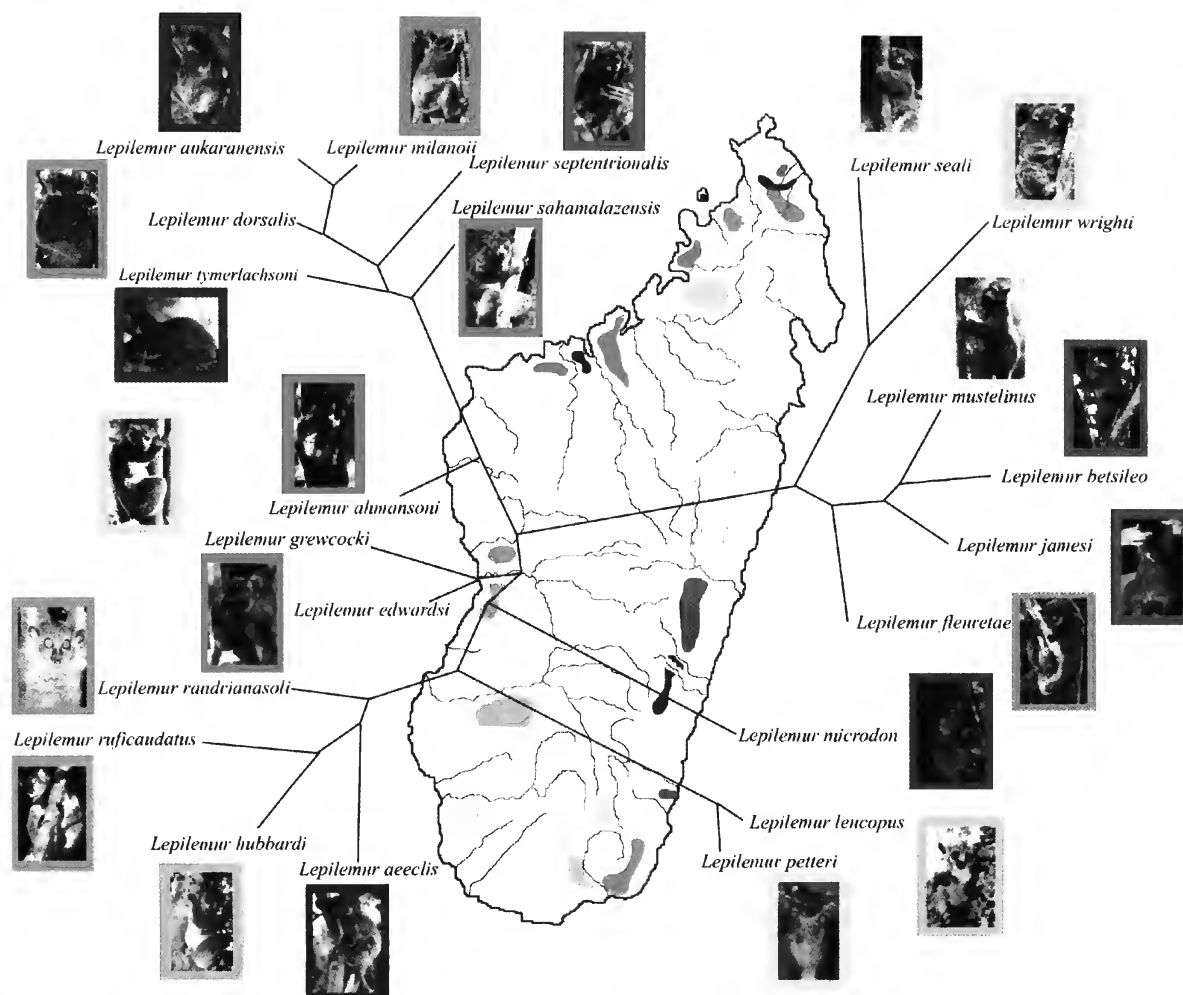 Lepilemur ankaranensis
Lepilemur milanoii
Lepilemur septentrionalis
Lepilemur seali
Lepilemur dorsalis
Lepilemur sahamalazensis
Lepilemur wrighti
Lepilemur tymerlachsoni
Lepilemur mustelinus
Lepilemur betsileo
Lepilemur ahmansoni
Lepilemur grewcocki
Lepilemur jamesi
Lepilemur edwardsi
Lepilemur fleuretae
Lepilemur randrianasoli
Lepilemur ruficaudatus
Lepilemur microdon
Lepilemur hubbardi
Lepilemur leucopus
Lepilemur aeeclis
Lepilemur petteri